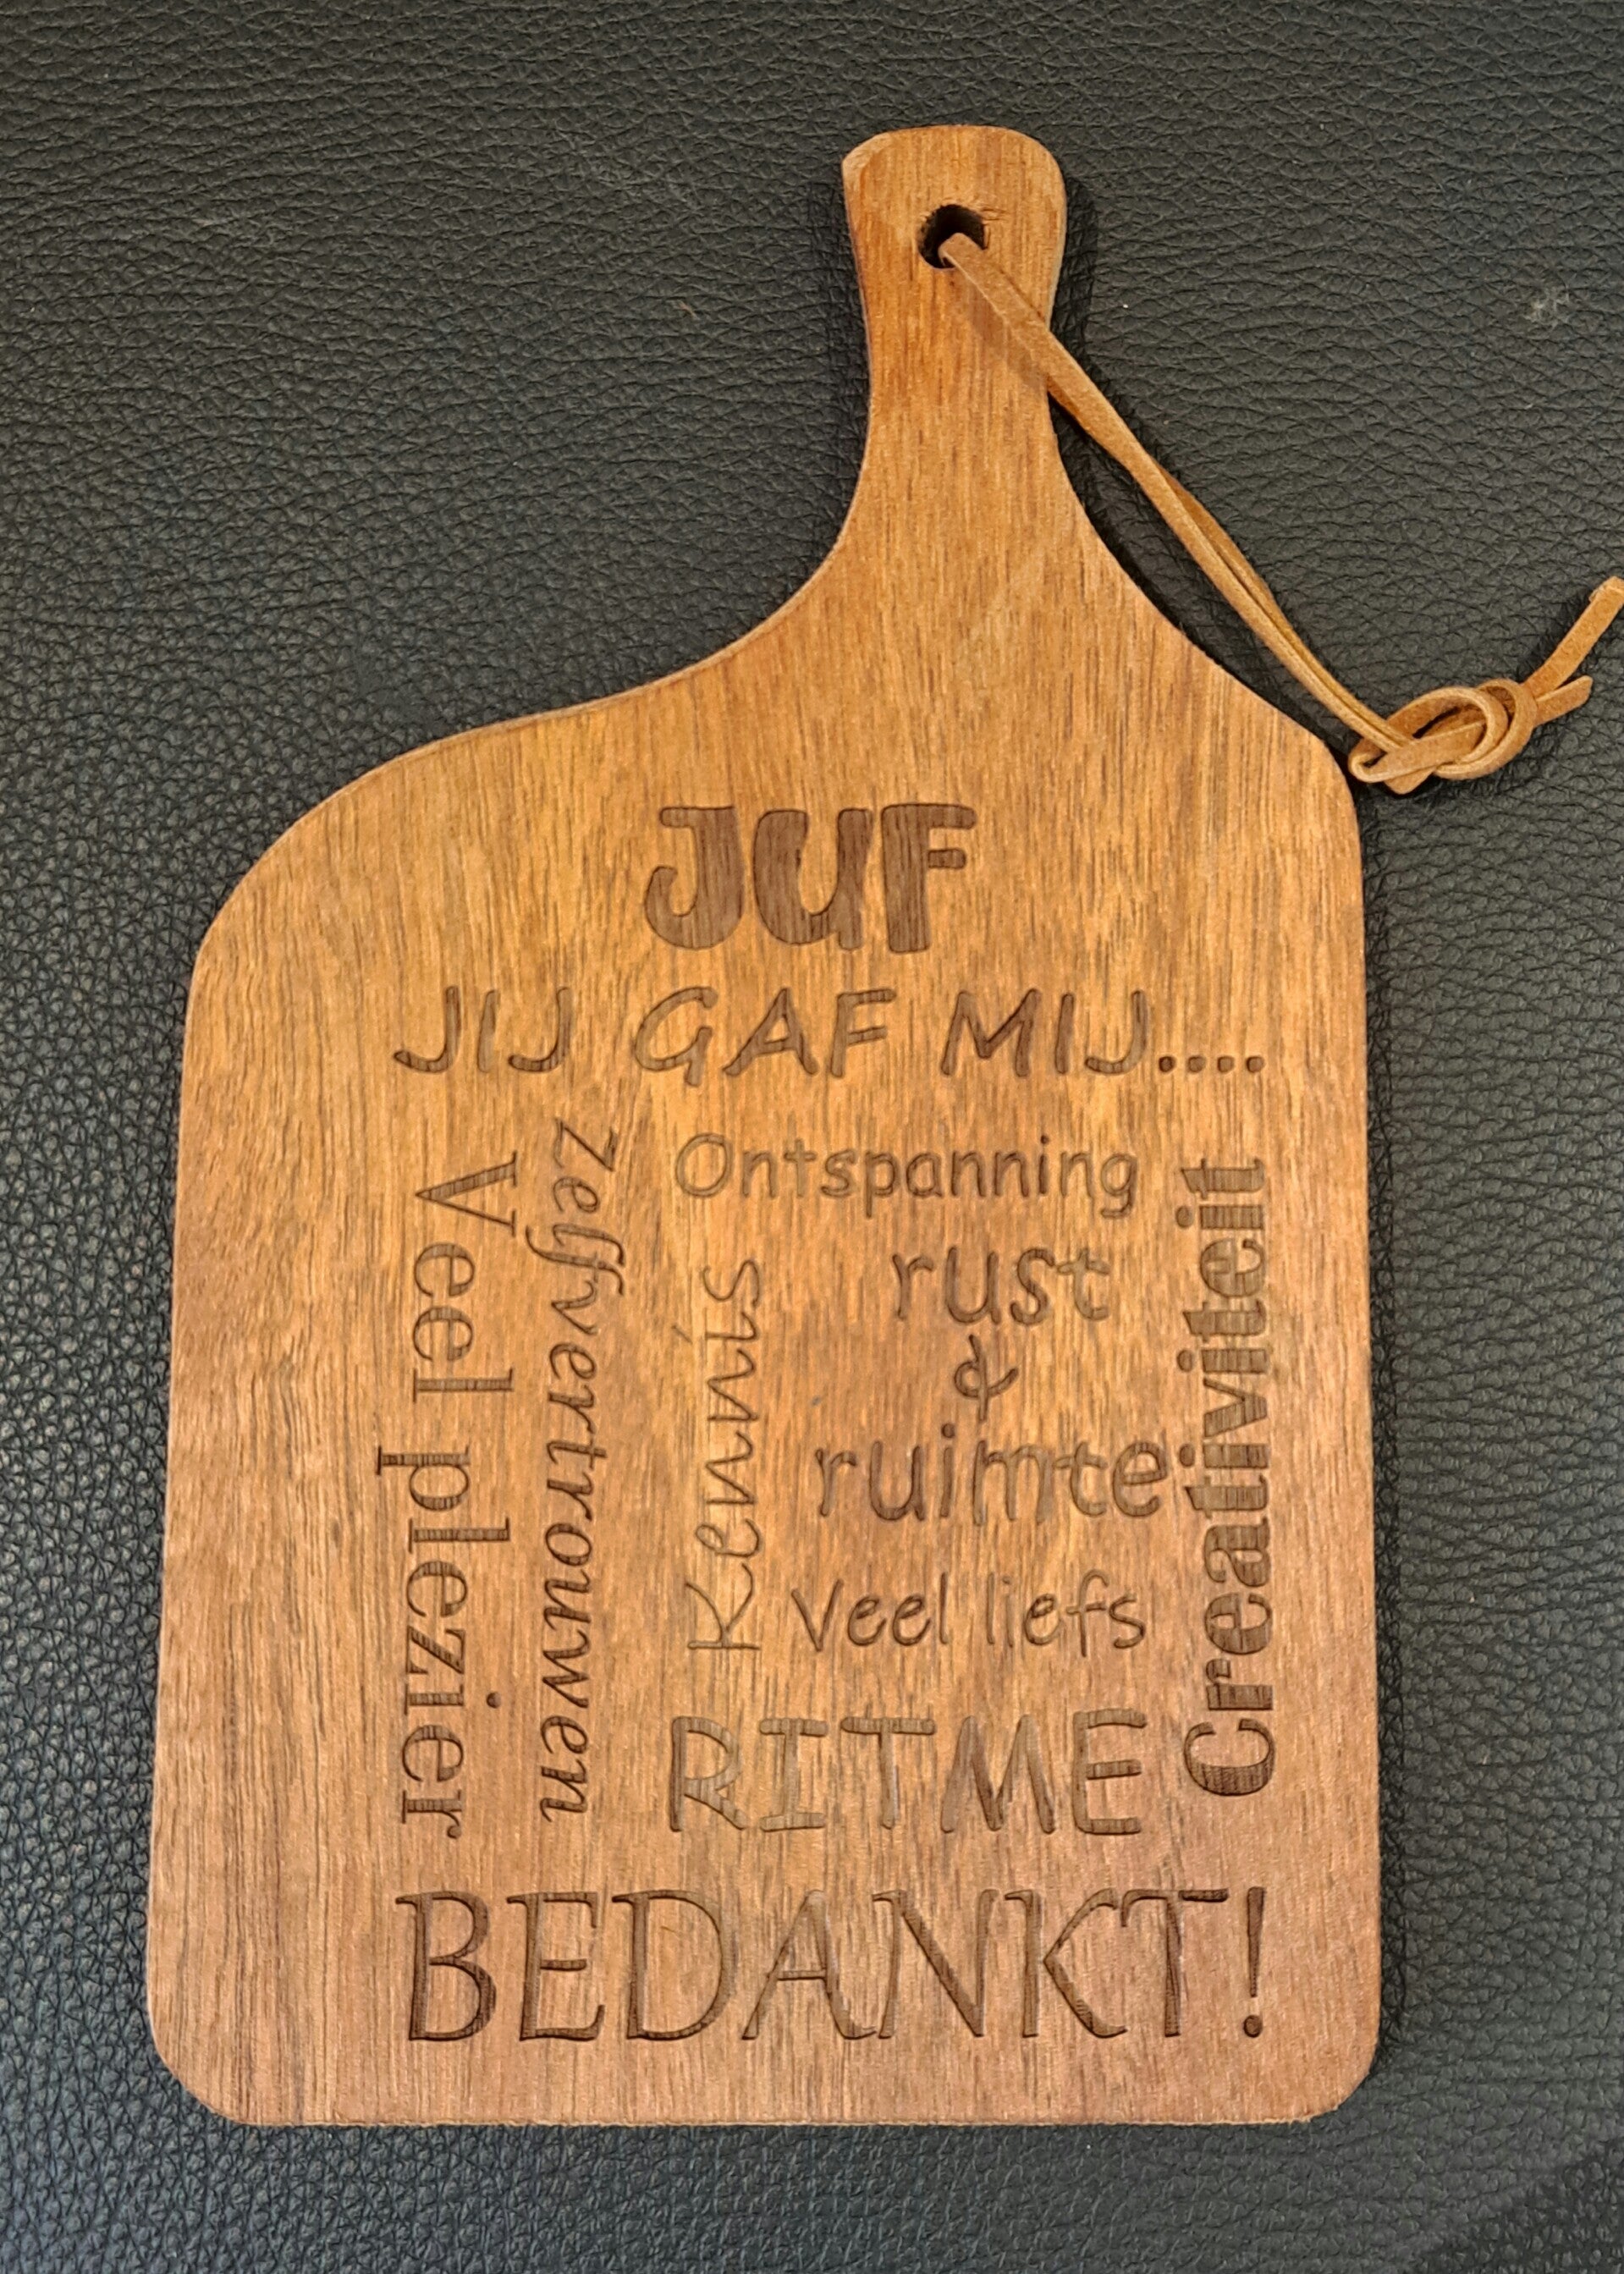 JUF
JIJ GAF MIJ....
Veel plezier
Zelfvertrouwen
Ontspanning
Kennis
rust
&
ruimte
Veel liefs
Creativiteit
RITME
BEDANKT!